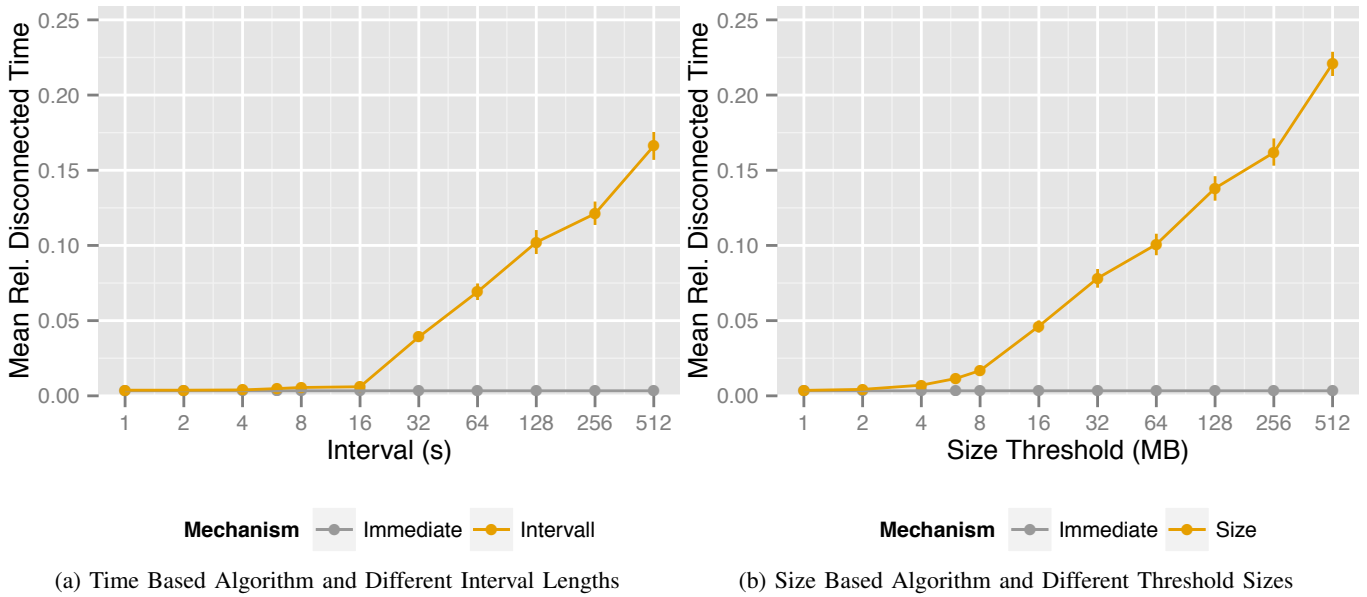 Mean Rel. Disconnected Time
0.25
0.20
0.15
0.10
0.05
0.00
1 2 4 8 16 32 64 128 256 512
Interval (s)
Mechanism Immediate Intervall
(a) Time Based Algorithm and Different Interval Lengths
Mean Rel. Disconnected Time
0.25
0.20
0.15
0.10
0.05
0.00
1 2 4 8 16 32 64 128 256 512
Size Threshold (MB)
Mechanism Immediate Size
(b) Size Based Algorithm and Different Threshold Sizes